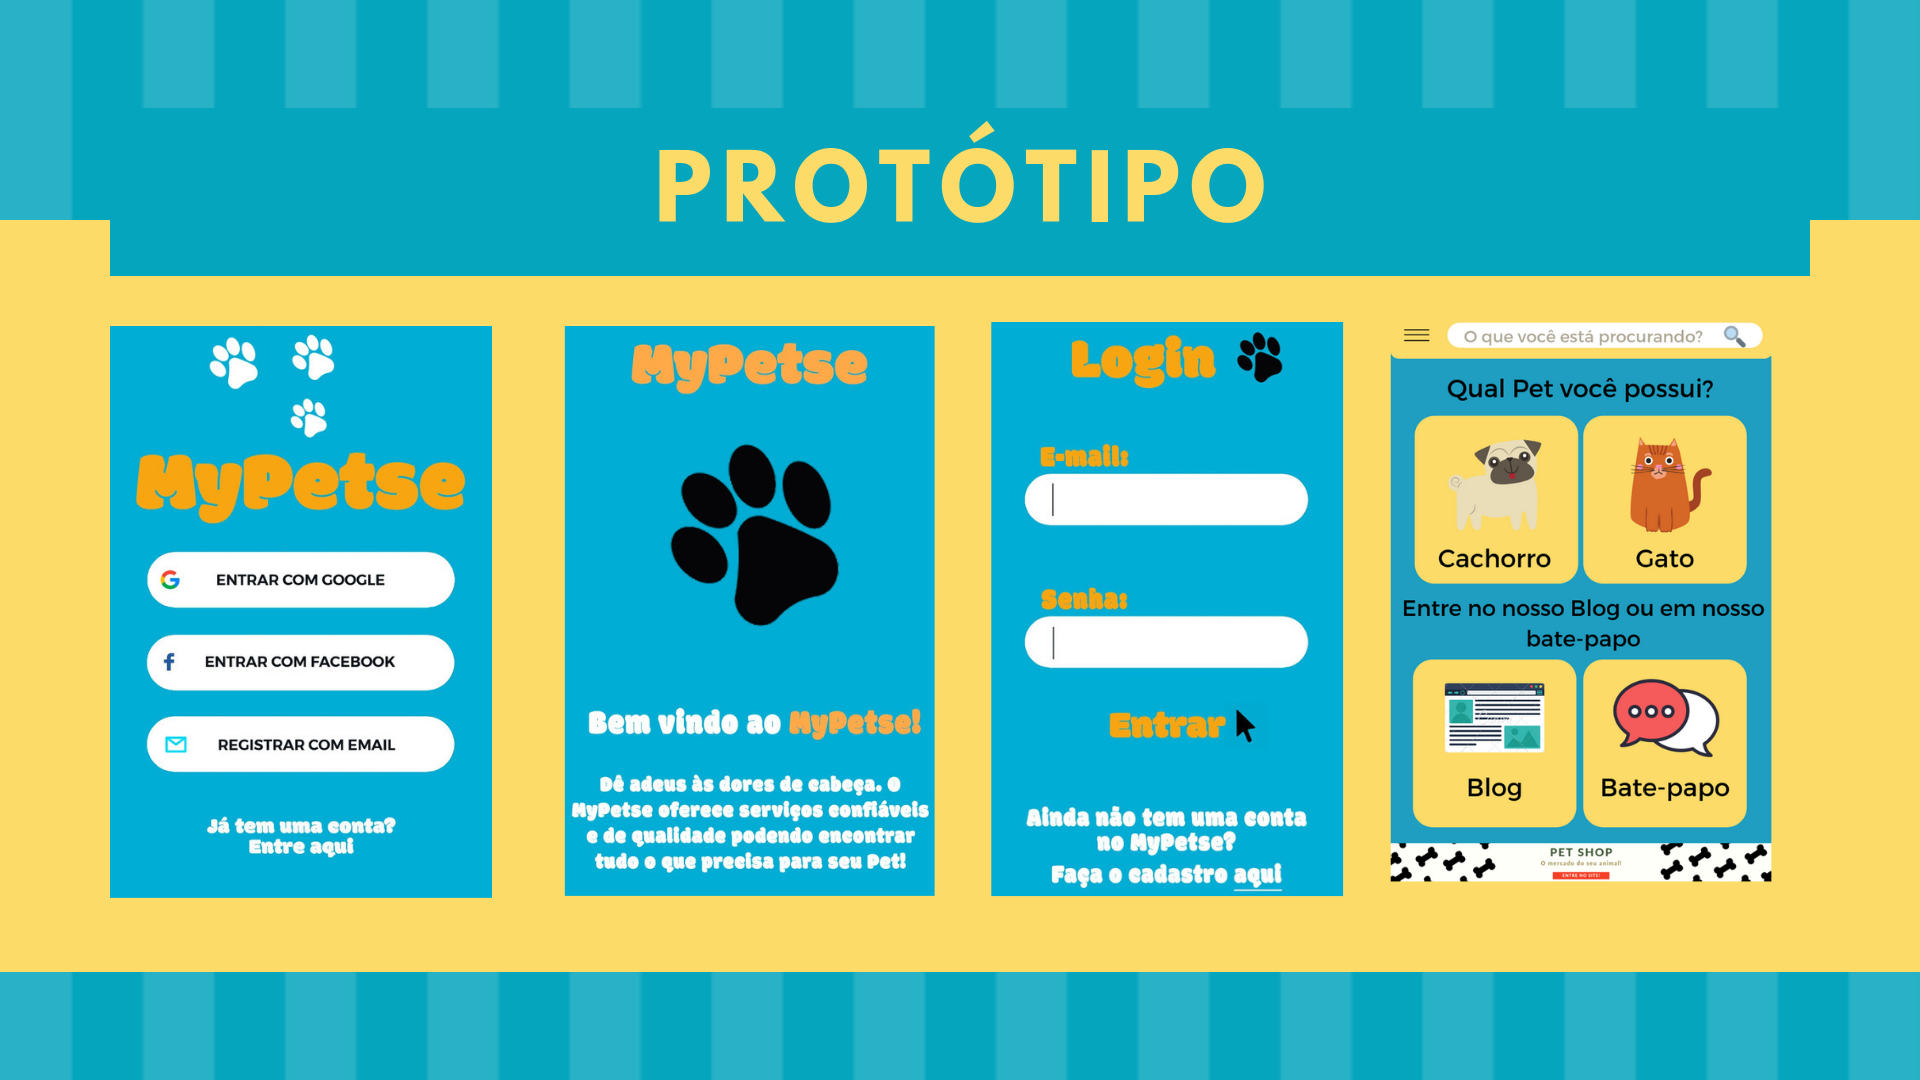 PROTÓTIPO
MyPetse
ENTRAR COM GOOGLE
ENTRAR COM FACEBOOK
REGISTRAR COM EMAIL
Já tem uma conta?
Entre aqui
MyPetse
Bem vindo ao MyPetse!
Dê adeus às dores de cabeça. O
MyPetse oferece serviços confiáveis
e de qualidade podendo encontrar
tudo o que precisa para seu Pet!
Login
E-mail:
Senha:
Entrar
Ainda não tem uma conta
no MyPetse?
Faça o cadastro aqui
O que você está procurando?
Qual Pet você possui?
Cachorro
Gato
Entre no nosso Blog ou em nosso
bate-papo
Blog
Bate-papo
PET SHOP
O mercado do seu animal!
ENTRE NO SITE!